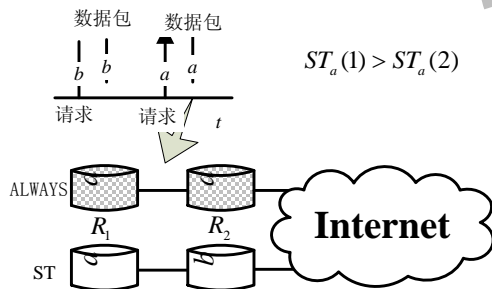 数据包 数据包
b b a a
请求 请求 t
ST_a(1) > ST_a(2)
ALWAYS
R_1 R_2
ST a b
Internet